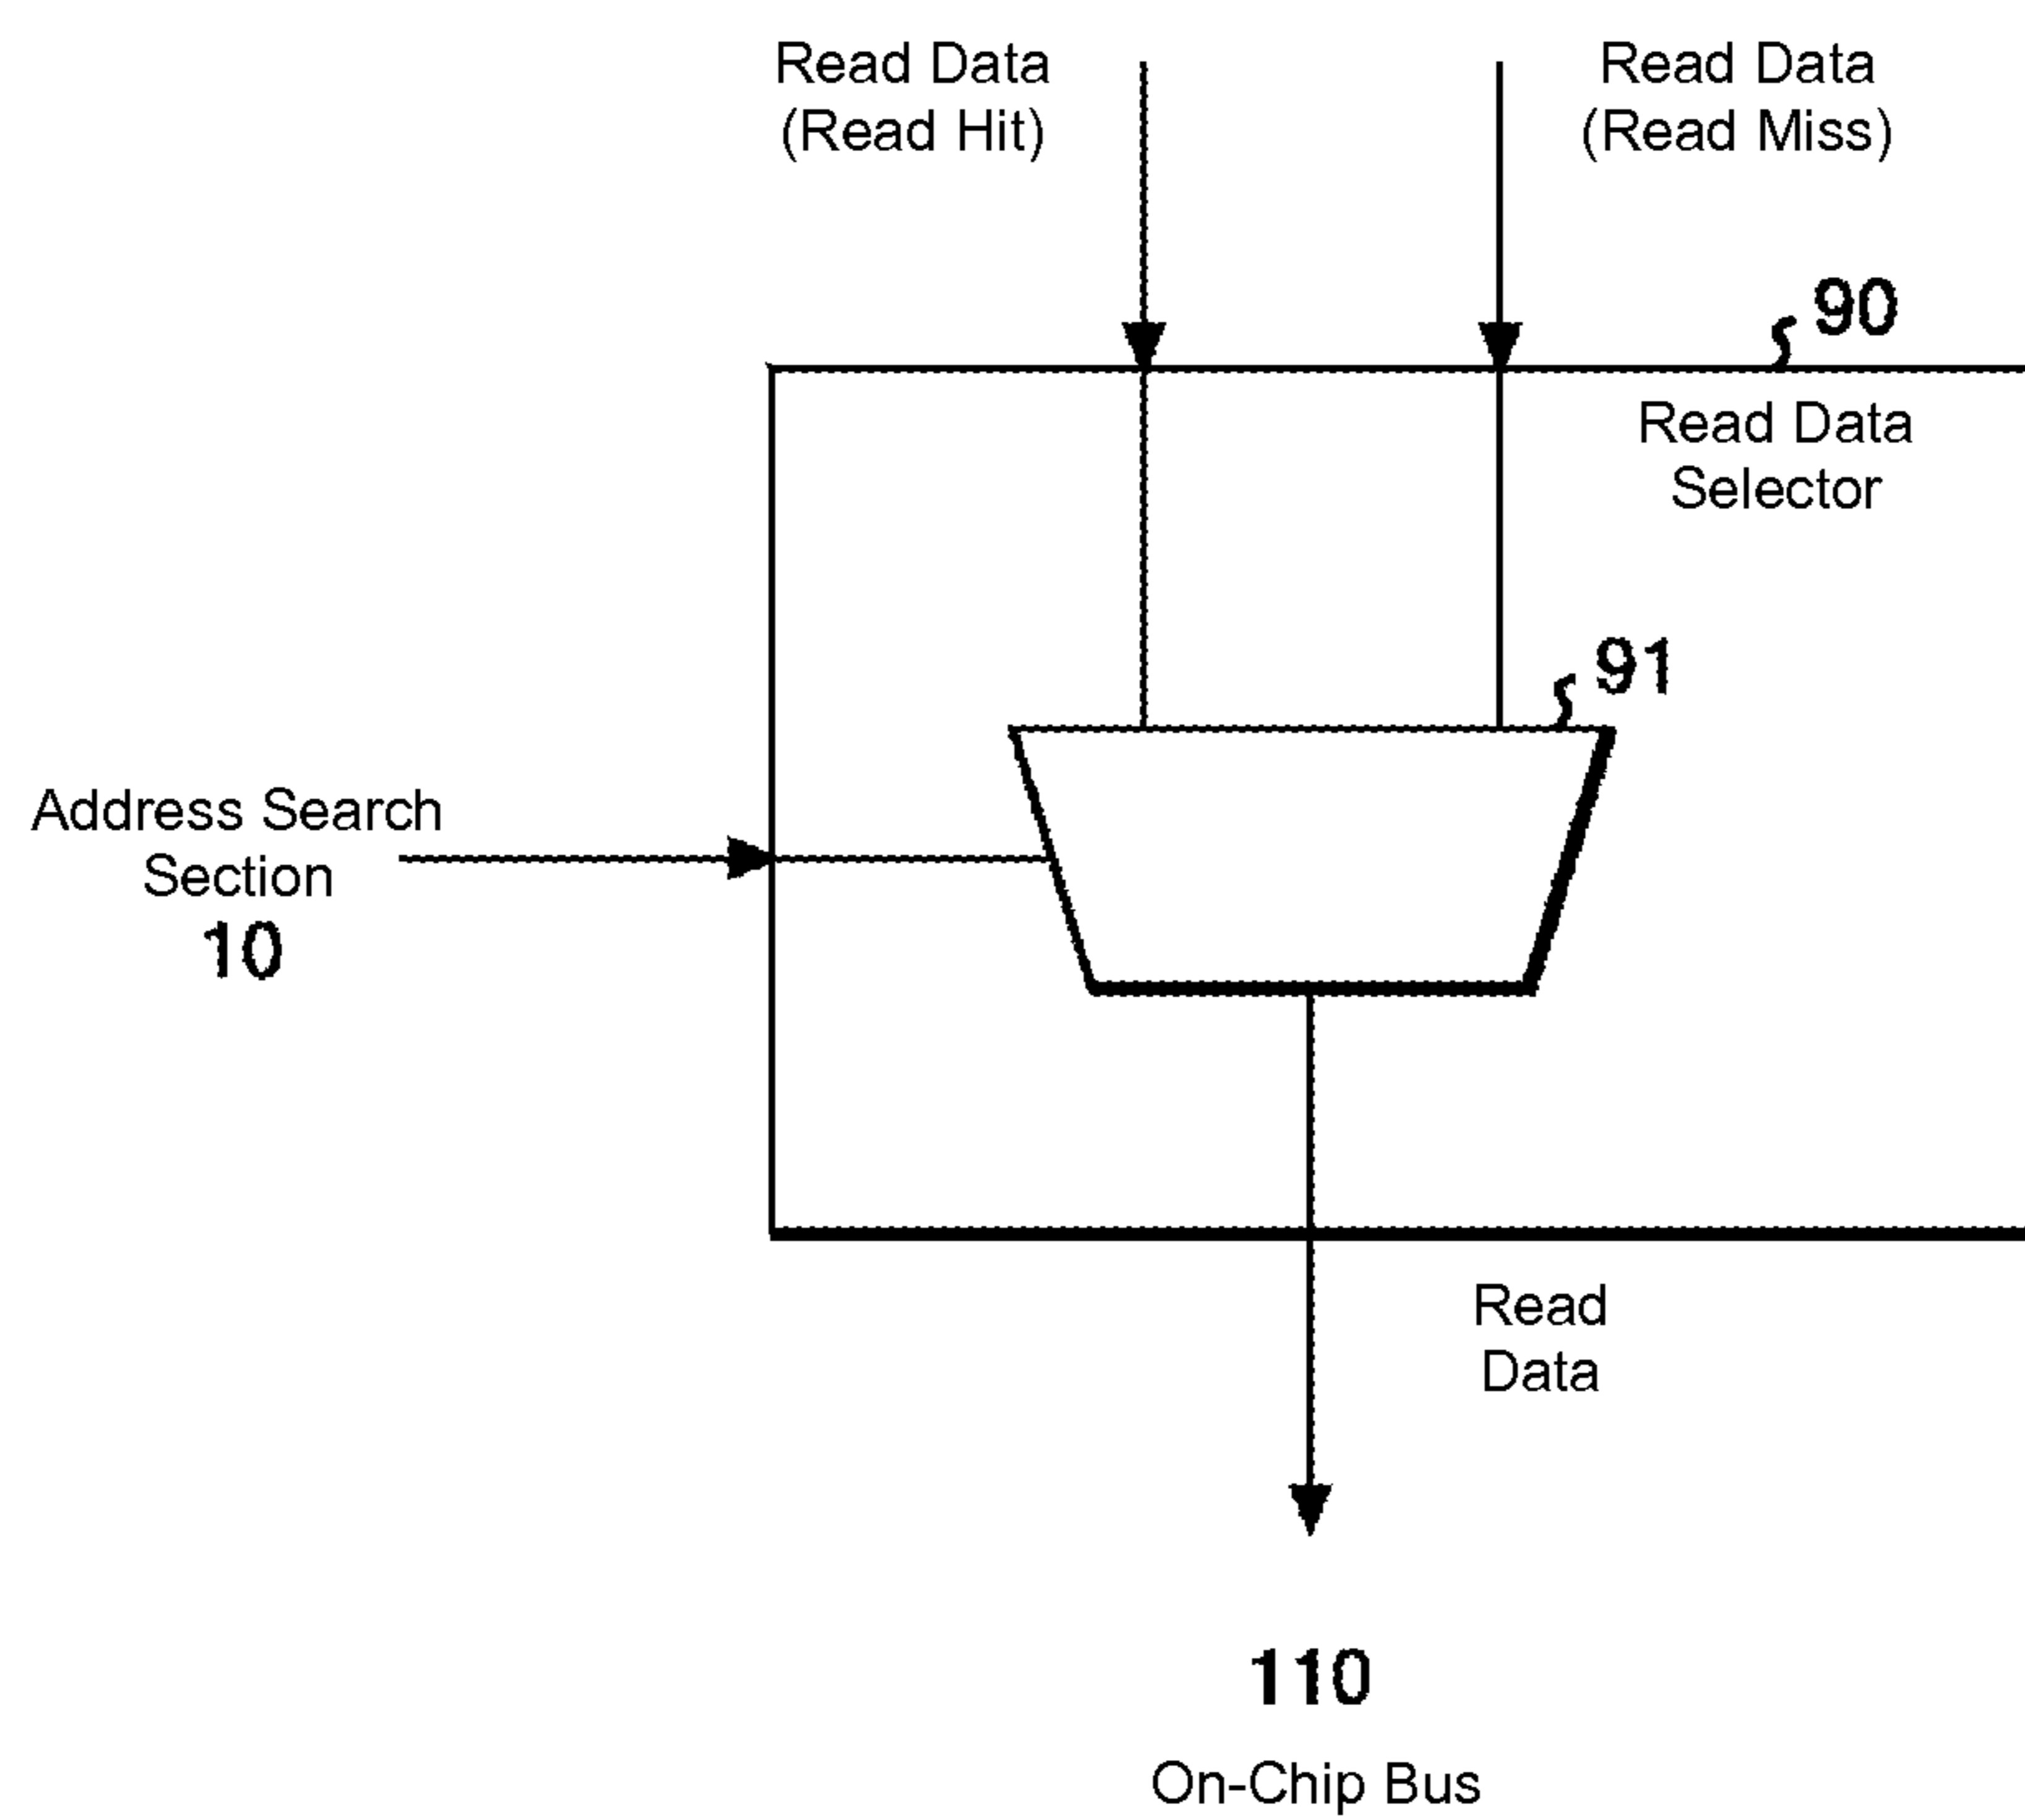 Read Data
(Read Hit)
Read Data
(Read Miss)
90
Read Data
Selector
91
Address Search
Section
10
Read
Data
110
On-Chip Bus